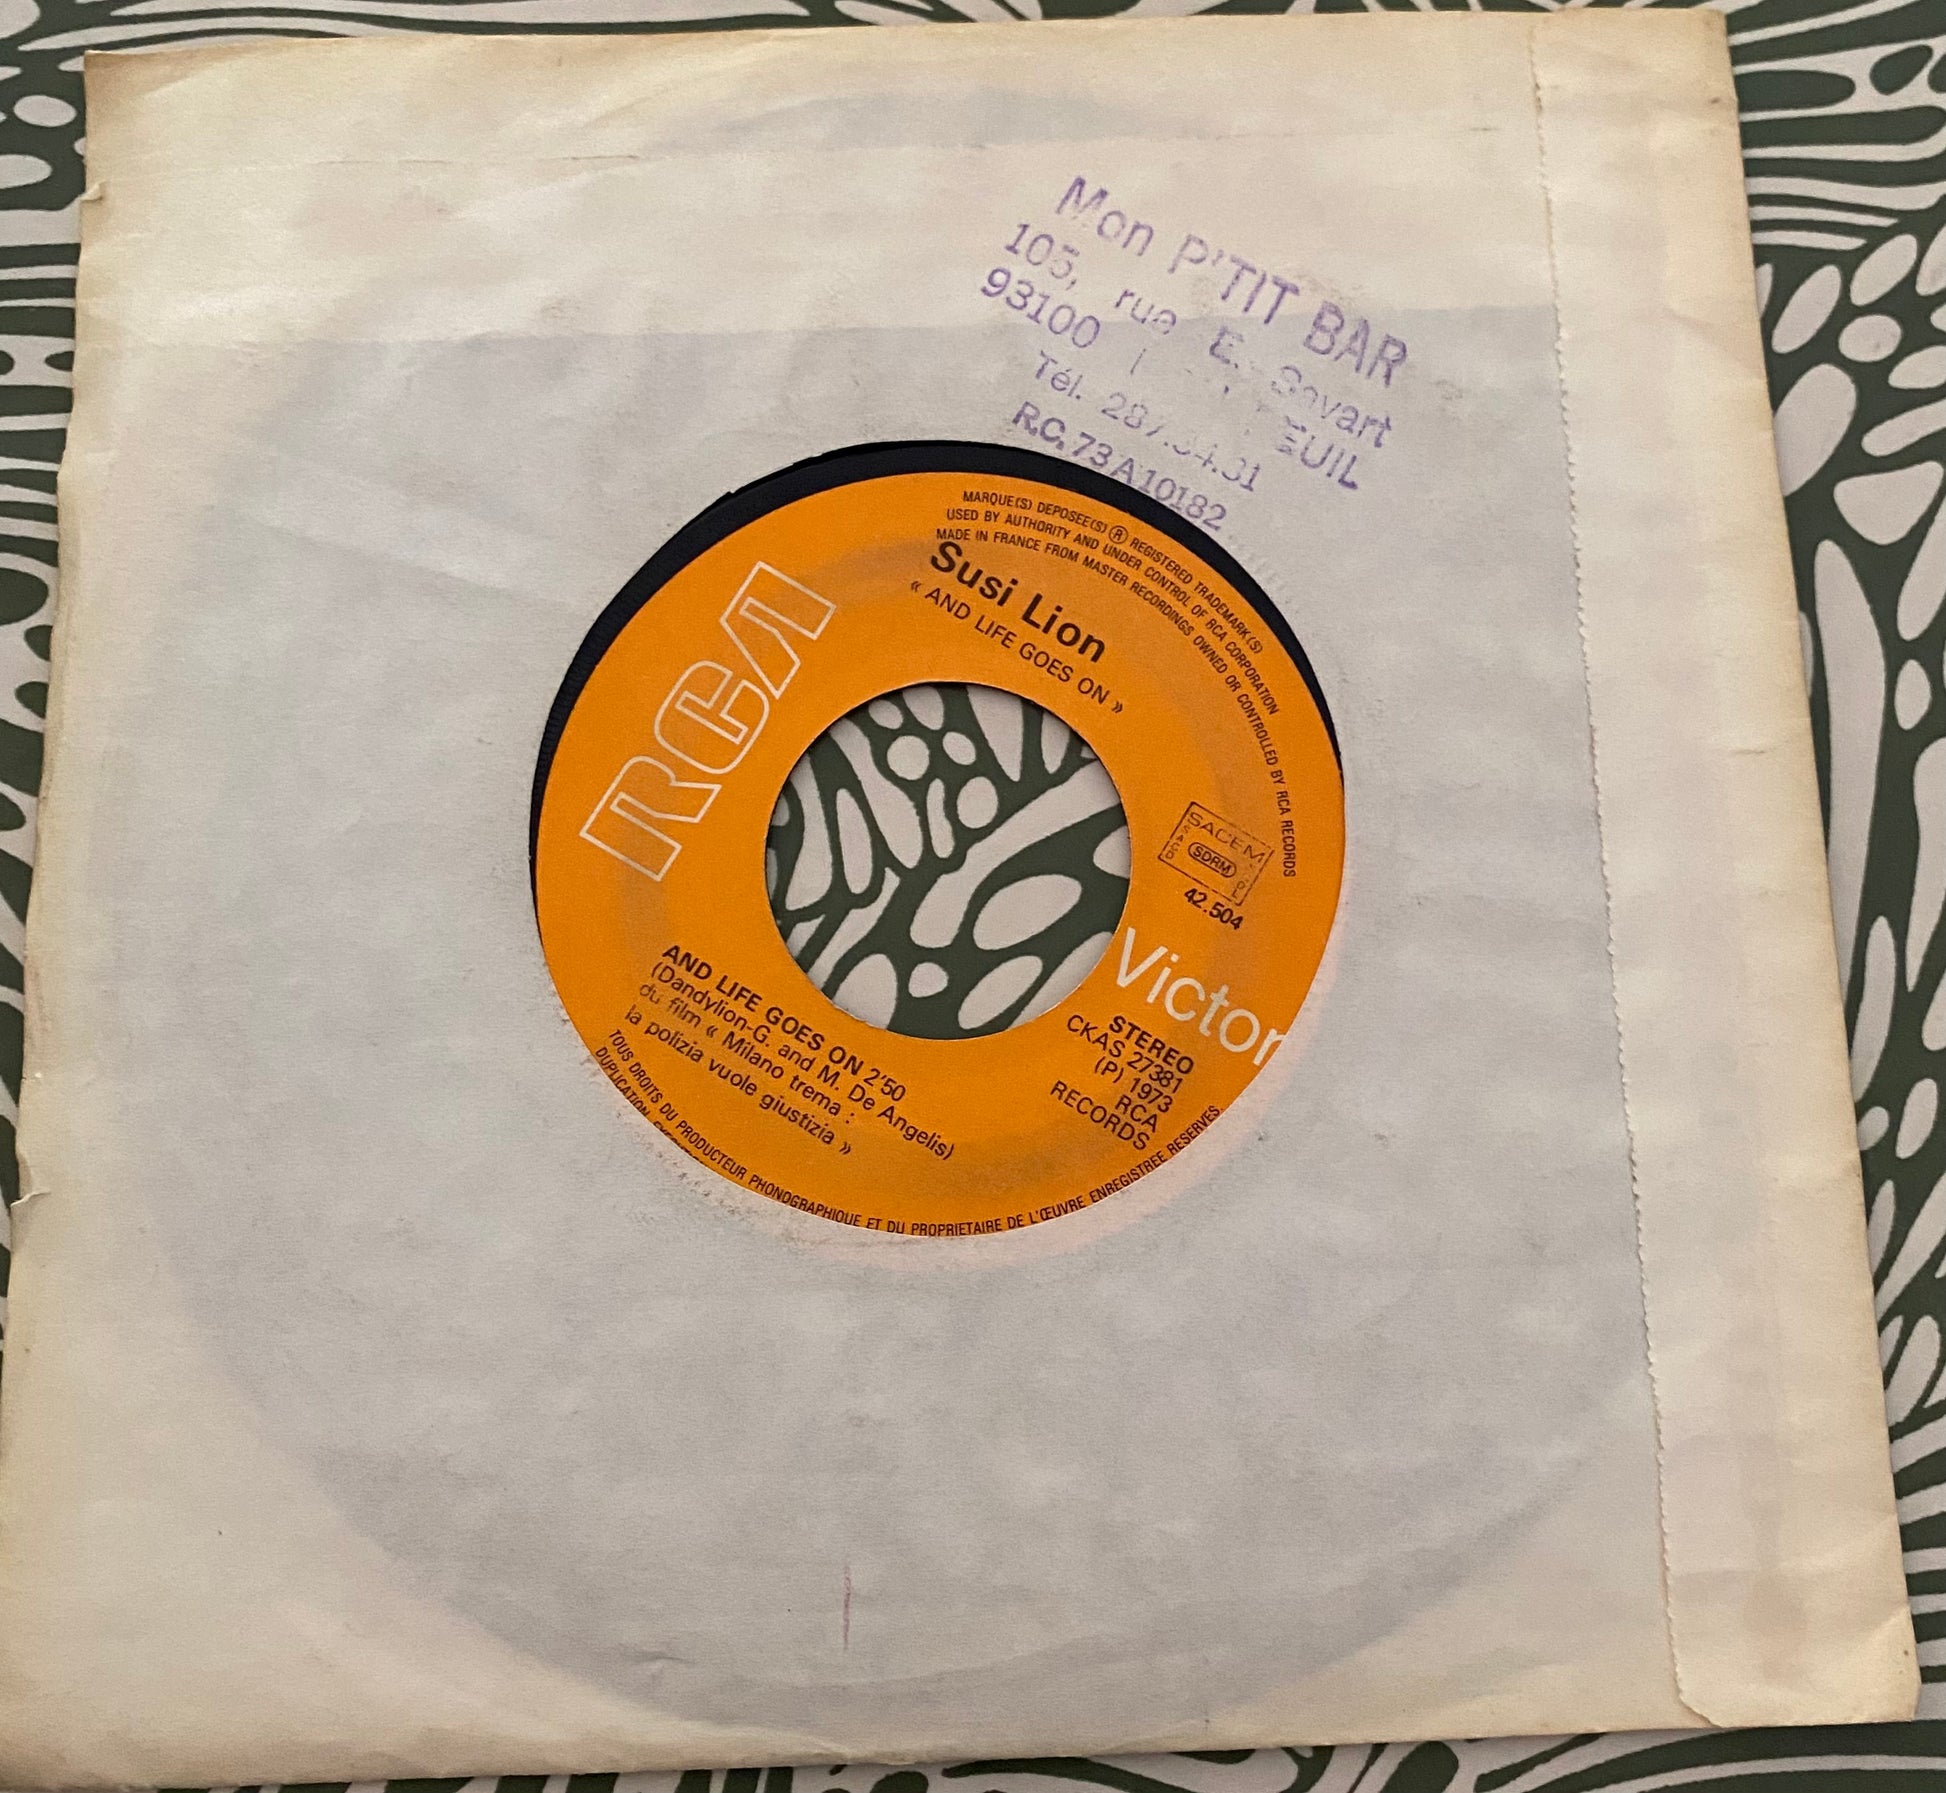 Mon P'TIT BAR
105, rue E. Savart
93100
Tél.
R.C. 73 A 10182
MARQUE(S) DEPOSEE(S) ® REGISTERED TRADEMARK(S)
USED BY AUTHORITY AND UNDER CONTROL OF RCA CORPORATION
MADE IN FRANCE FROM MASTER RECORDINGS OWNED OR CONTROLLED BY RCA RECORDS
Susi Lion
« AND LIFE GOES ON »
RCA
SACEM
SACD
SDRM
42.504
Victor
STEREO
CKAS 27381
(P) 1973
RCA
RECORDS
AND LIFE GOES ON 2'50
(Dandylion-G. and M. De Angelis)
du film « Milano trema :
la polizia vuole giustizia »
TOUS DROITS DU PRODUCTEUR PHONOGRAPHIQUE ET DU PROPRIETAIRE DE L'ŒUVRE ENREGISTREE RESERVES.
DUPLICATION